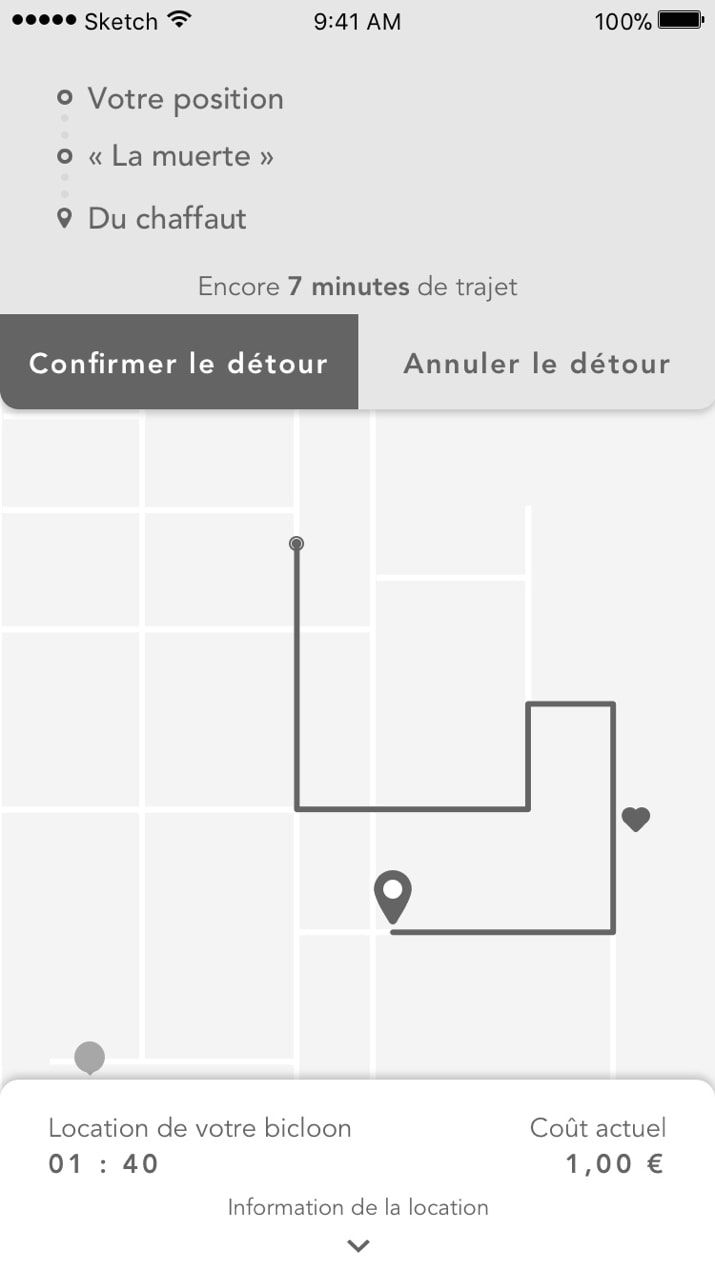 Sketch 9:41 AM 100%
Votre position
« La muerte »
Du chaffaut
Encore 7 minutes de trajet
Confirmer le détour Annuler le détour
Location de votre bicloon Coût actuel
01 : 40 1,00 €
Information de la location